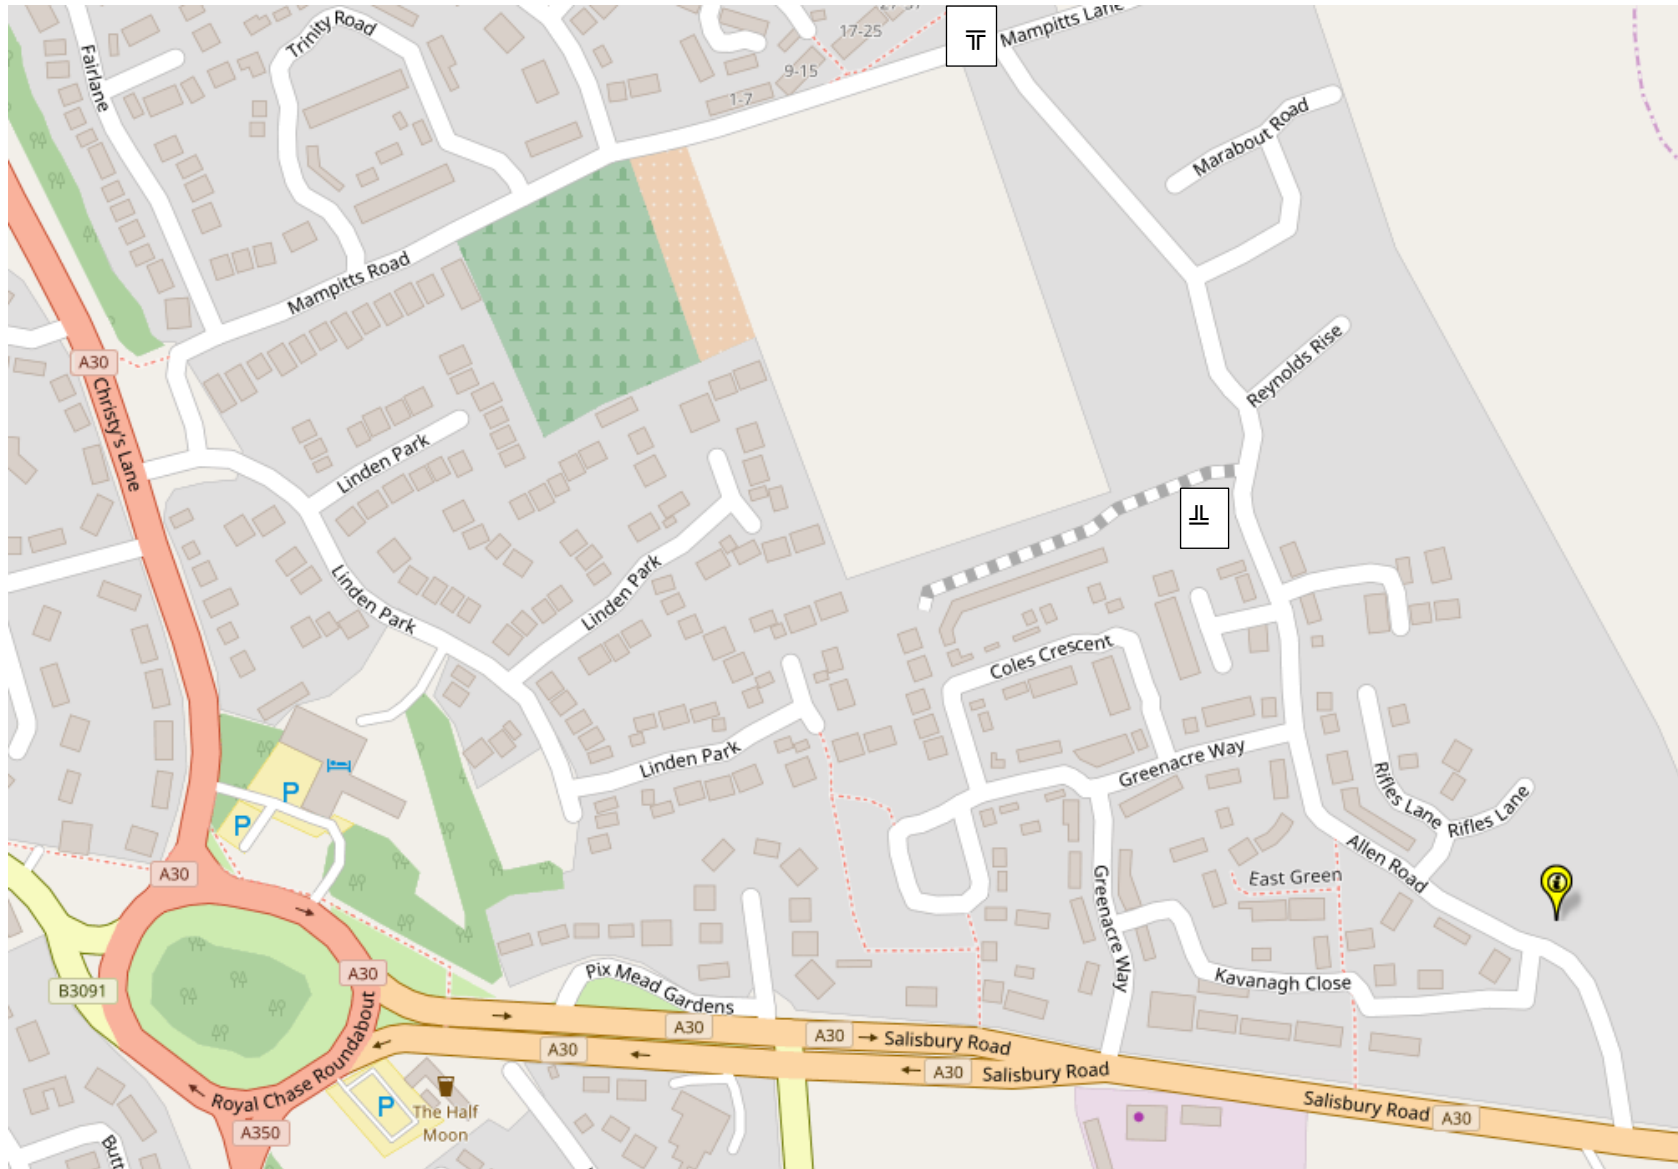 27-37
17-25
9-15
1-7
Mampitts Lane
Trinity Road
Fairlane
Marabout Road
Mampitts Road
A30
Christy's Lane
Reynolds Rise
Linden Park
Linden Park
Linden Park
Linden Park
Coles Crescent
Greenacre Way
P
P
Rifles Lane
Rifles Lane
Allen Road
East Green
A30
Greenacre Way
A30
B3091
Pix Mead Gardens
Kavanagh Close
A30
A30
Salisbury Road
A30
A30
Salisbury Road
Royal Chase Roundabout
P
The Half
Moon
Salisbury Road
A30
A350
Butt